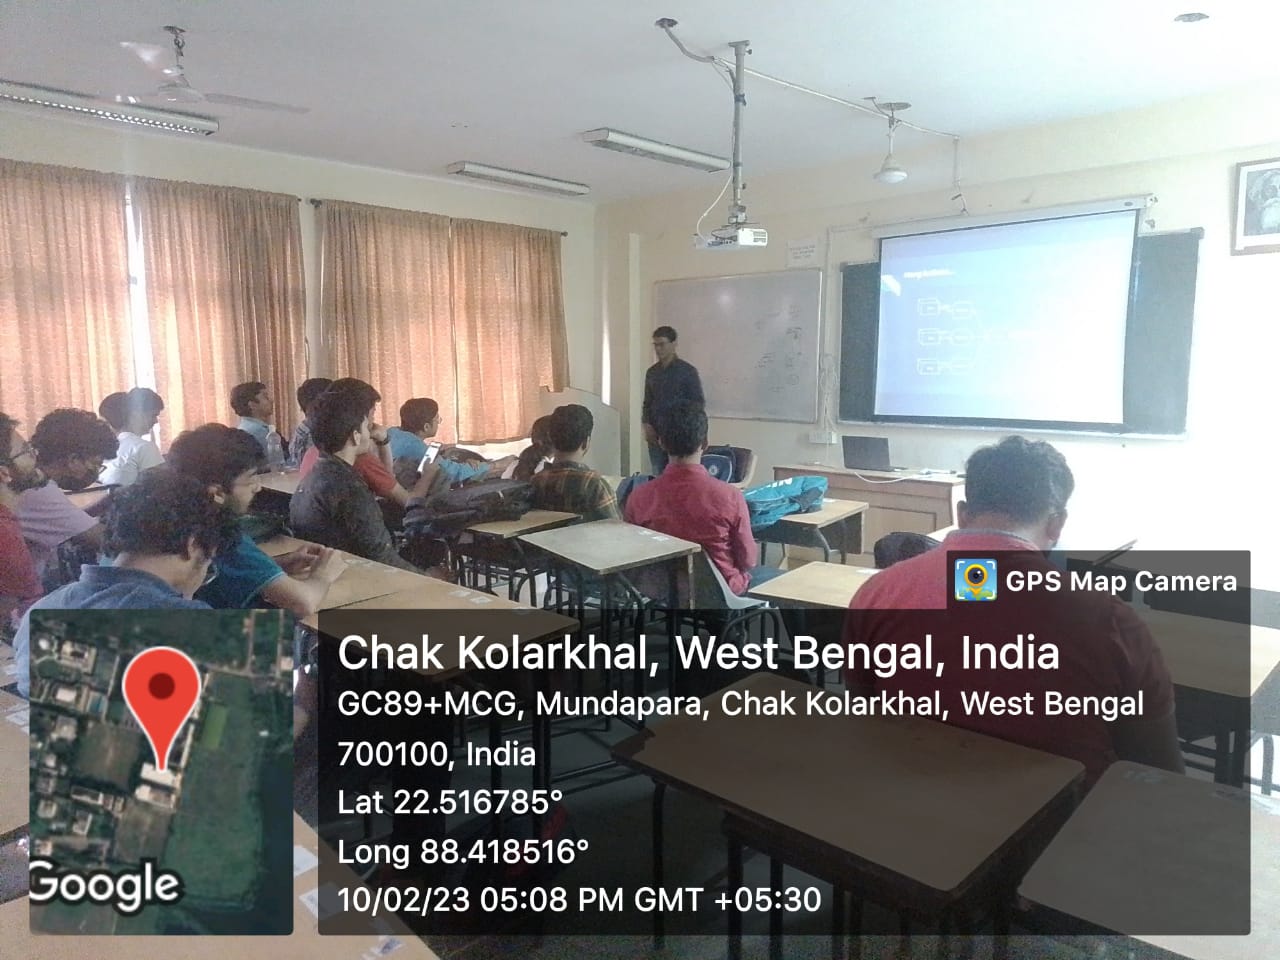 GPS Map Camera
Chak Kolarkhal, West Bengal, India
GC89+MCG, Mundapara, Chak Kolarkhal, West Bengal
700100, India
Lat 22.516785°
Long 88.418516°
10/02/23 05:08 PM GMT +05:30
Google